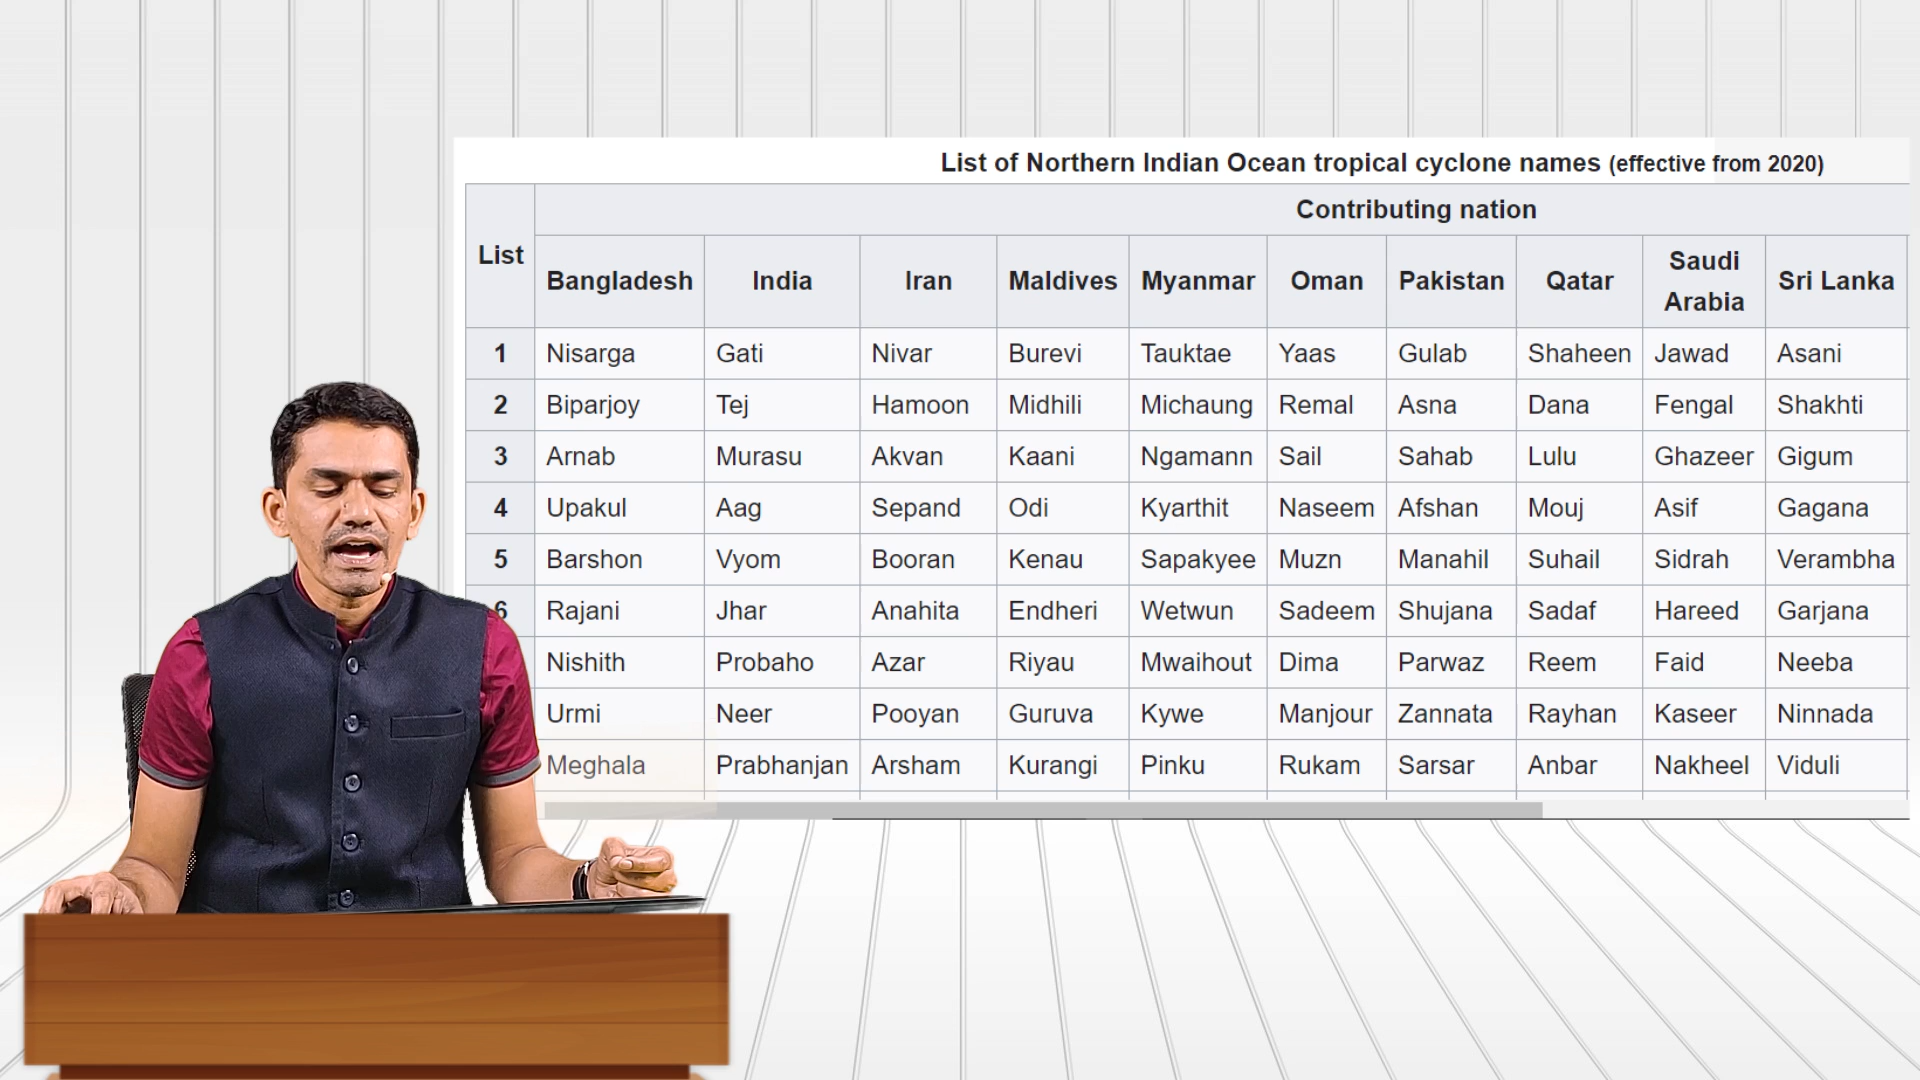 List of Northern Indian Ocean tropical cyclone names (effective from 2020)
List Contributing nation
Bangladesh India Iran Maldives Myanmar Oman Pakistan Qatar Saudi Arabia Sri Lanka
1 Nisarga Gati Nivar Burevi Tauktae Yaas Gulab Shaheen Jawad Asani
2 Biparjoy Tej Hamoon Midhili Michaung Remal Asna Dana Fengal Shakhti
3 Arnab Murasu Akvan Kaani Ngamann Sail Sahab Lulu Ghazeer Gigum
4 Upakul Aag Sepand Odi Kyarthit Naseem Afshan Mouj Asif Gagana
5 Barshon Vyom Booran Kenau Sapakyee Muzn Manahil Suhail Sidrah Verambha
6 Rajani Jhar Anahita Endheri Wetwun Sadeem Shujana Sadaf Hareed Garjana
Nishith Probaho Azar Riyau Mwaihout Dima Parwaz Reem Faid Neeba
Urmi Neer Pooyan Guruva Kywe Manjour Zannata Rayhan Kaseer Ninnada
Meghala Prabhanjan Arsham Kurangi Pinku Rukam Sarsar Anbar Nakheel Viduli